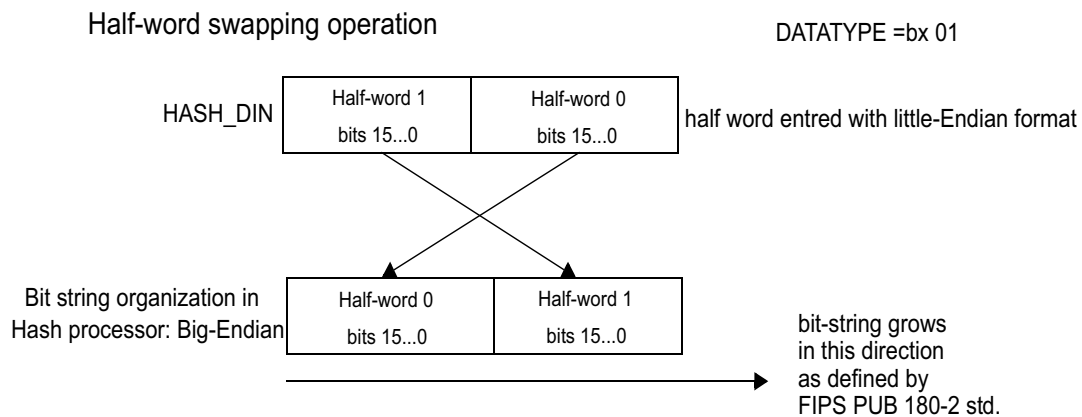 Half-word swapping operation
DATATYPE =bx 01
HASH_DIN
Half-word 1
bits 15...0
Half-word 0
bits 15...0
half word entred with little-Endian format
Bit string organization in
Hash processor: Big-Endian
Half-word 0
bits 15...0
Half-word 1
bits 15...0
bit-string grows
in this direction
as defined by
FIPS PUB 180-2 std.